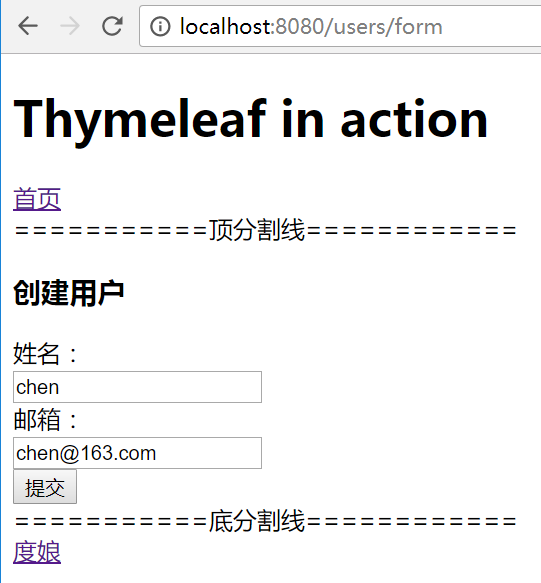 localhost:8080/users/form
Thymeleaf in action
首页
===========顶分割线============
创建用户
姓名：
chen
邮箱：
chen@163.com
提交
===========底分割线============
度娘